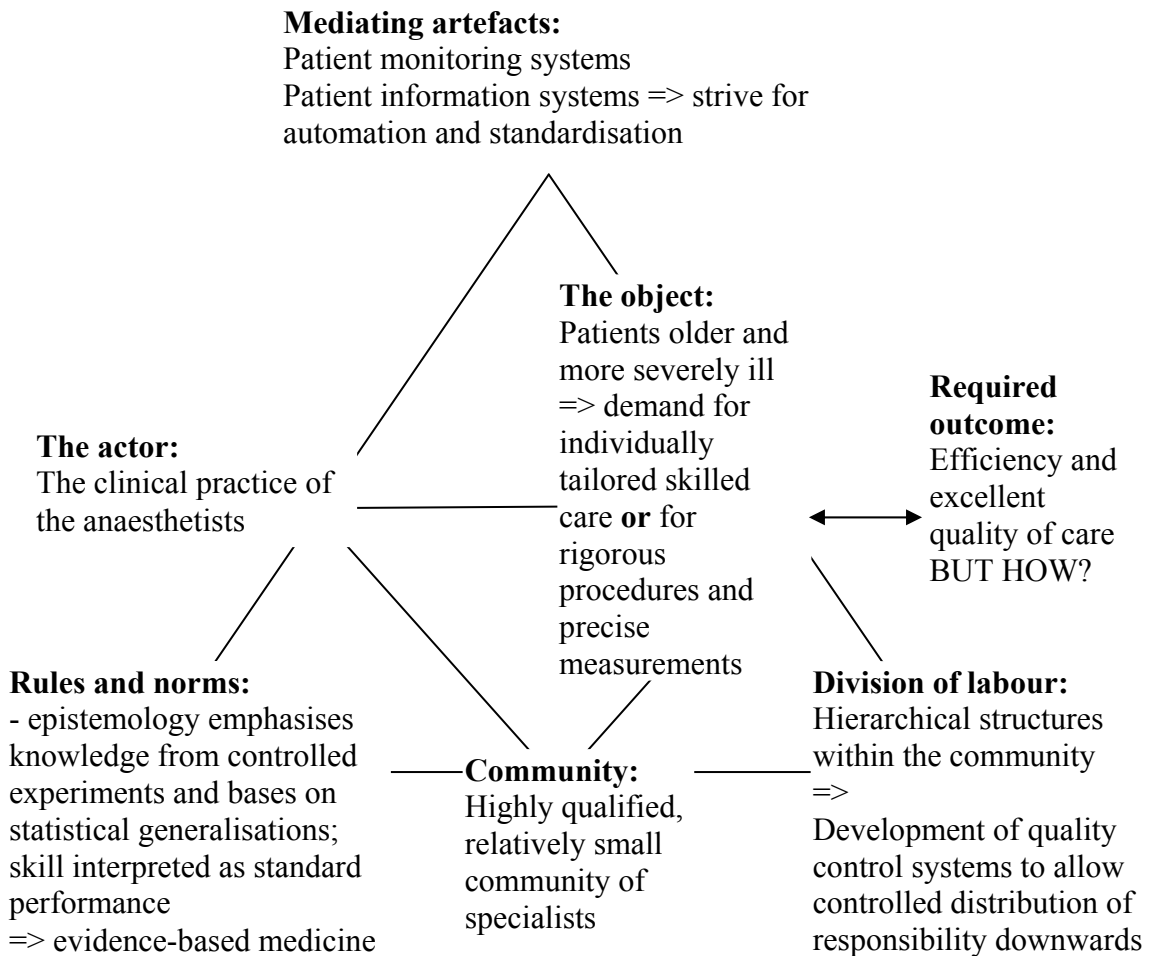 Mediating artefacts:
Patient monitoring systems
Patient information systems => strive for
automation and standardisation
The object:
Patients older and
more severely ill
=> demand for
individually
tailored skilled
care or for
rigorous
procedures and
precise
measurements
Required
outcome:
Efficiency and
excellent
quality of care
BUT HOW?
The actor:
The clinical practice of
the anaesthetists
Rules and norms:
- epistemology emphasises
knowledge from controlled
experiments and bases on
statistical generalisations;
skill interpreted as standard
performance
=> evidence-based medicine
Community:
Highly qualified,
relatively small
community of
specialists
Division of labour:
Hierarchical structures
within the community
=>
Development of quality
control systems to allow
controlled distribution of
responsibility downwards